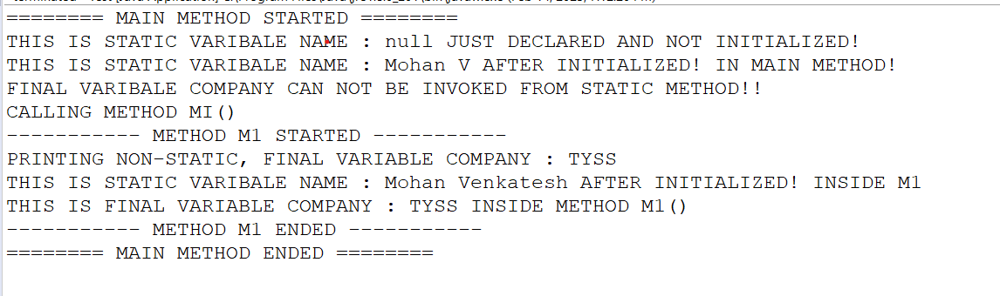 ======== MAIN METHOD STARTED ========
THIS IS STATIC VARIBALE NAME : null JUST DECLARED AND NOT INITIALIZED!
THIS IS STATIC VARIBALE NAME : Mohan V AFTER INITIALIZED! IN MAIN METHOD!
FINAL VARIBALE COMPANY CAN NOT BE INVOKED FROM STATIC METHOD!!
CALLING METHOD MI()
----------- METHOD M1 STARTED -----------
PRINTING NON-STATIC, FINAL VARIABLE COMPANY : TYSS
THIS IS STATIC VARIBALE NAME : Mohan Venkatesh AFTER INITIALIZED! INSIDE M1
THIS IS FINAL VARIABLE COMPANY : TYSS INSIDE METHOD M1()
----------- METHOD M1 ENDED -----------
======== MAIN METHOD ENDED ========